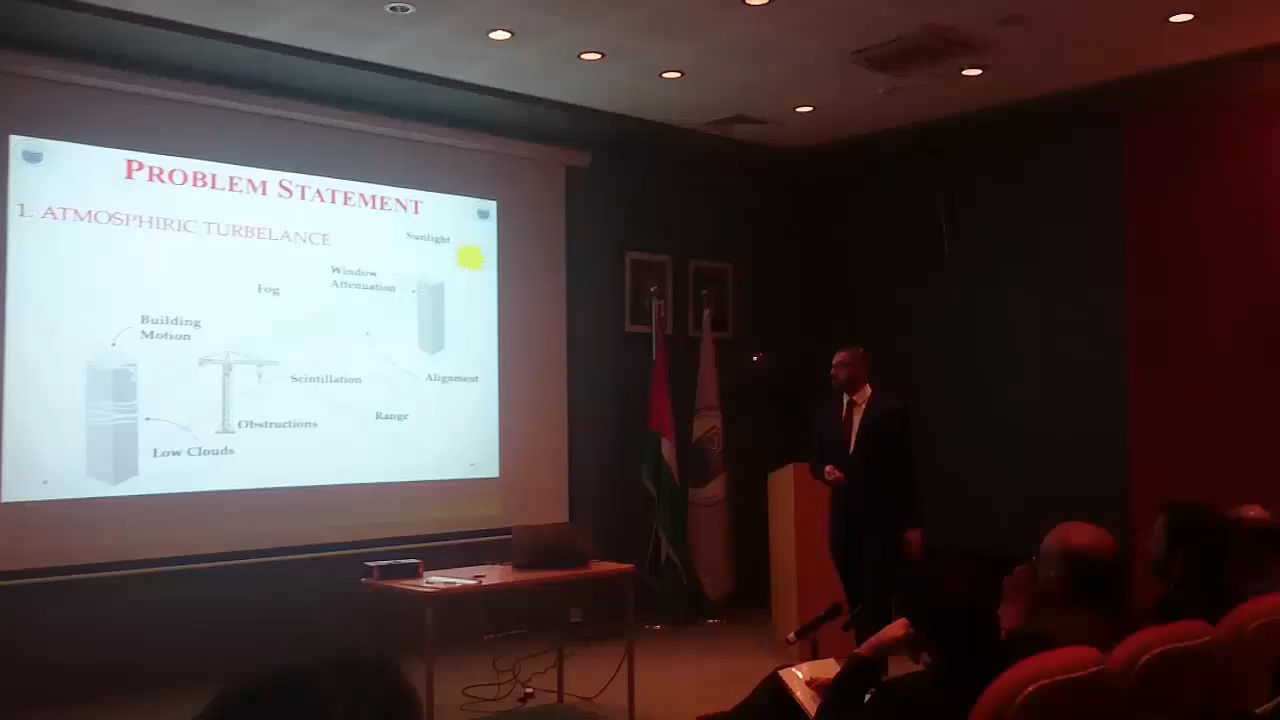 PROBLEM STATEMENT
1. ATMOSPHIRIC TURBELANCE
Sunlight
Window
Attenuation
Fog
Building
Motion
Scintillation
Alignment
Range
Obstructions
Low Clouds